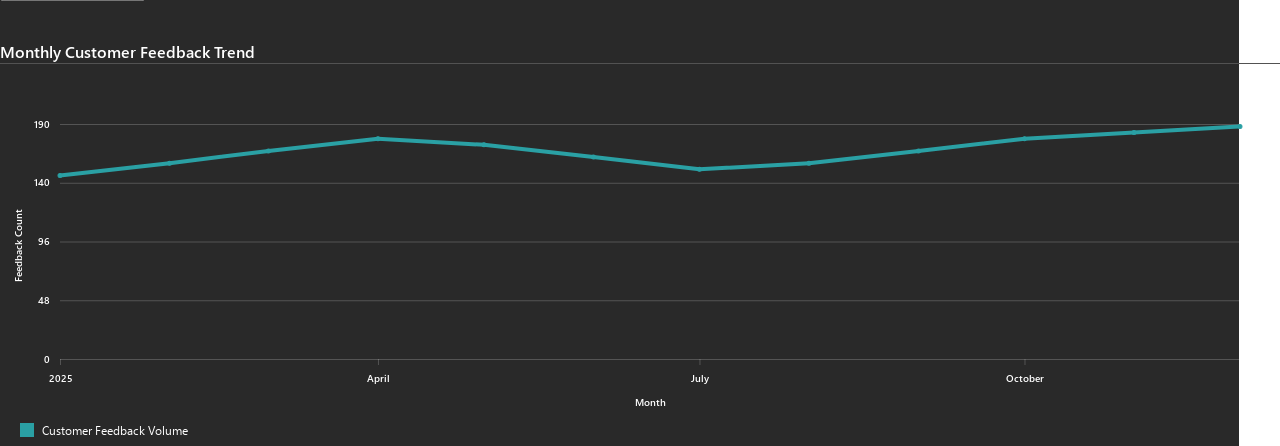 Monthly Customer Feedback Trend
190
140
96
48
0
Feedback Count
2025 April July October
Month
Customer Feedback Volume